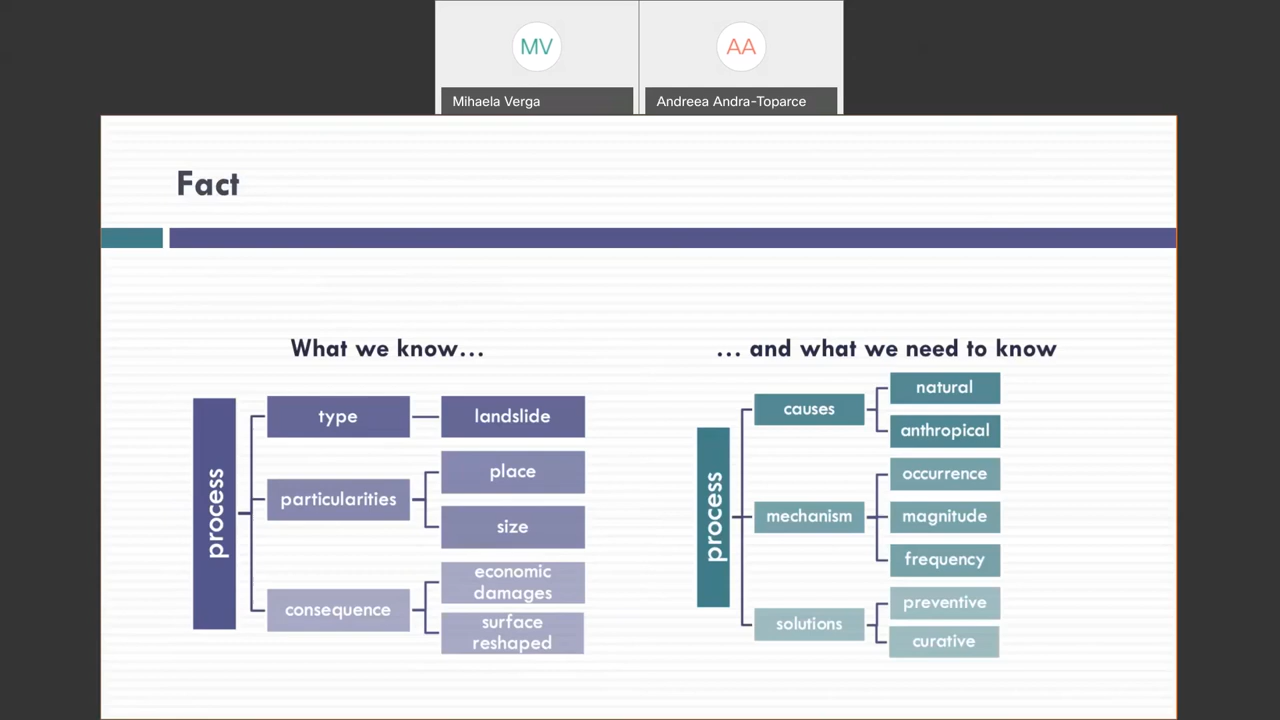 MV
AA
Mihaela Verga
Andreea Andra-Toparce
Fact
What we know...
process
type
landslide
particularities
place
size
consequence
economic
damages
surface
reshaped
... and what we need to know
process
causes
natural
anthropical
mechanism
occurrence
magnitude
frequency
solutions
preventive
curative